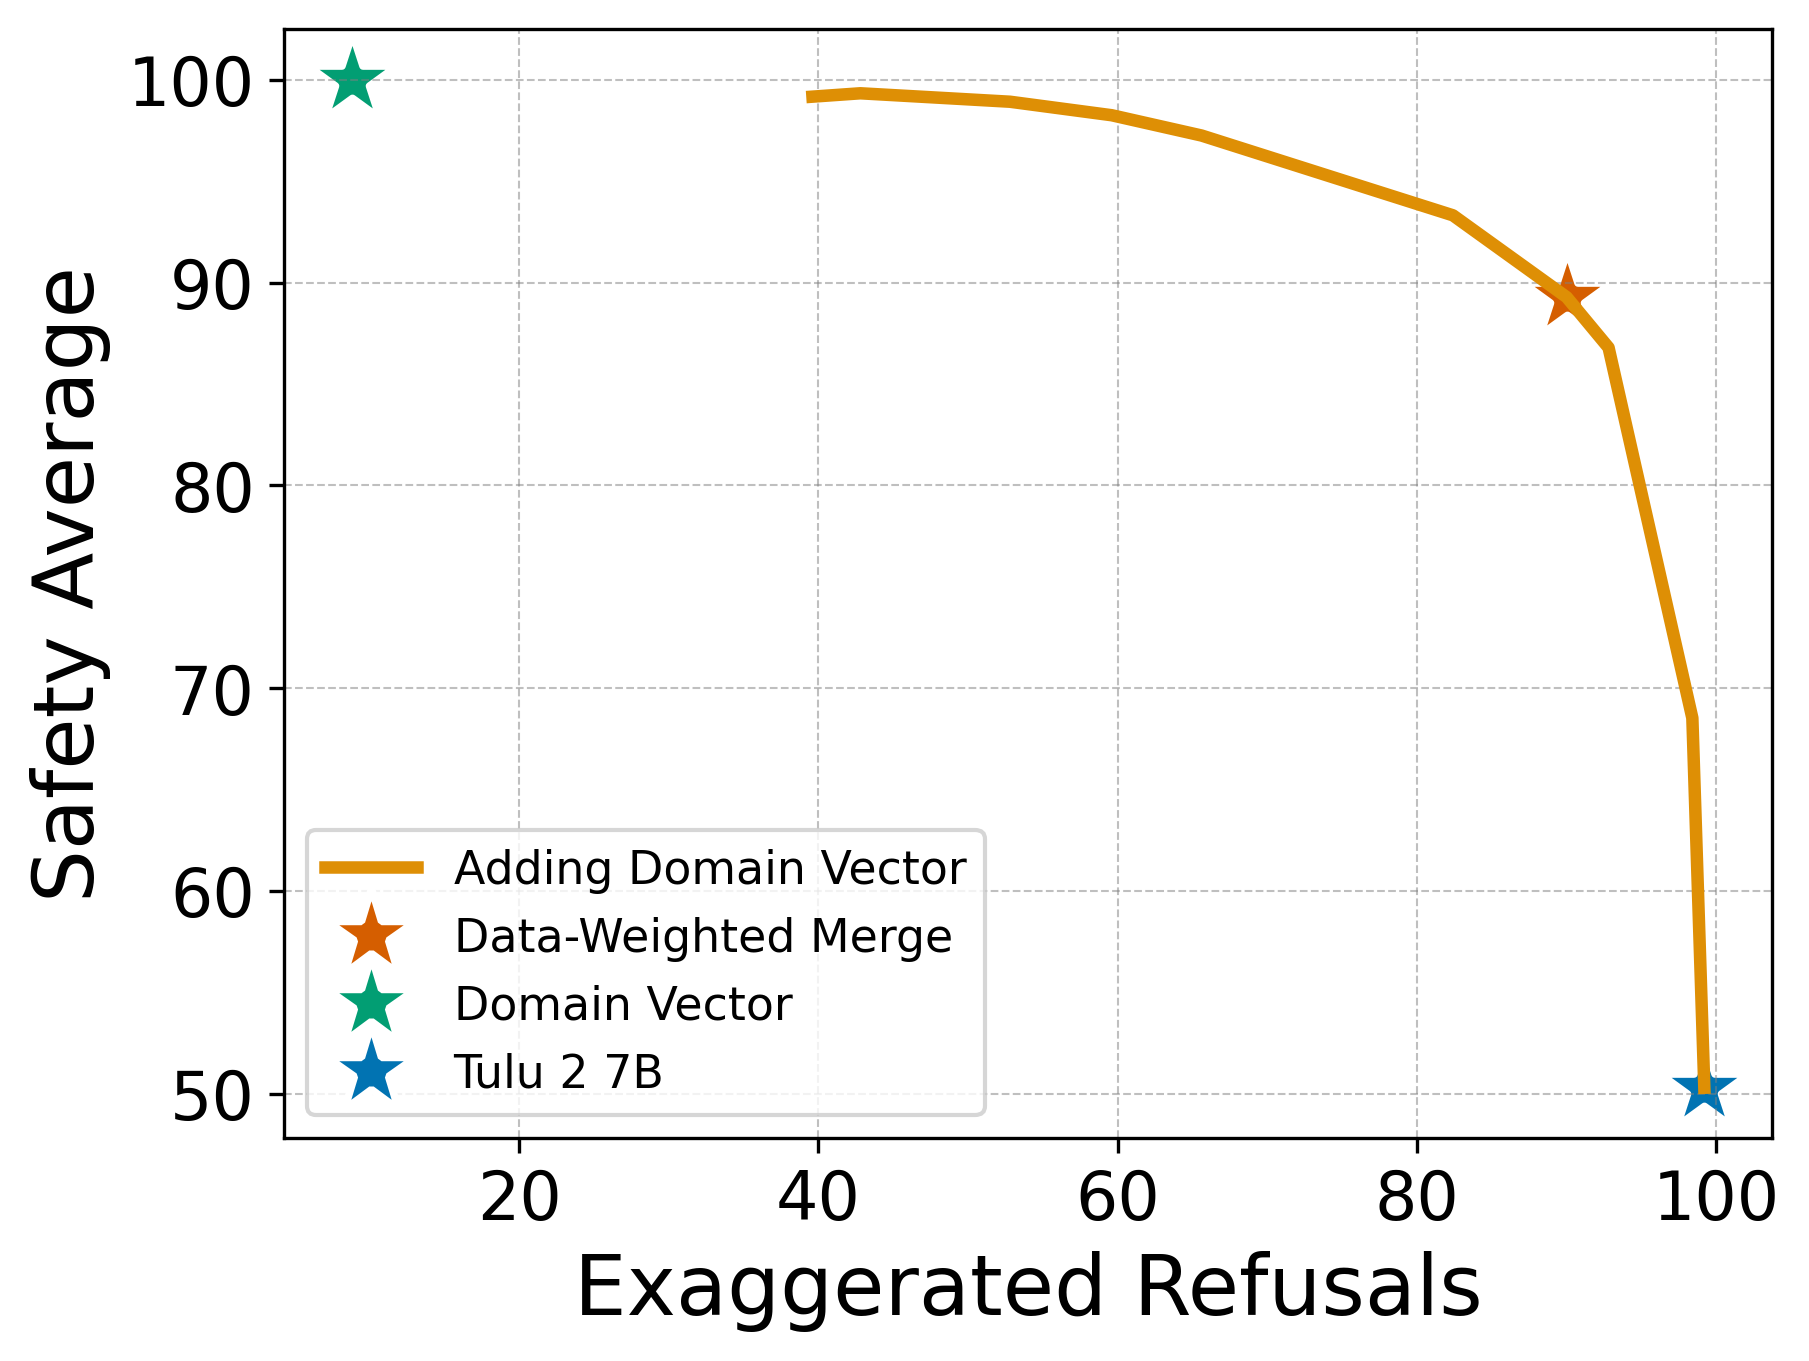 100
90
80
70
60
50
Safety Average
Adding Domain Vector
Data-Weighted Merge
Domain Vector
Tulu 2 7B
20 40 60 80 100
Exaggerated Refusals